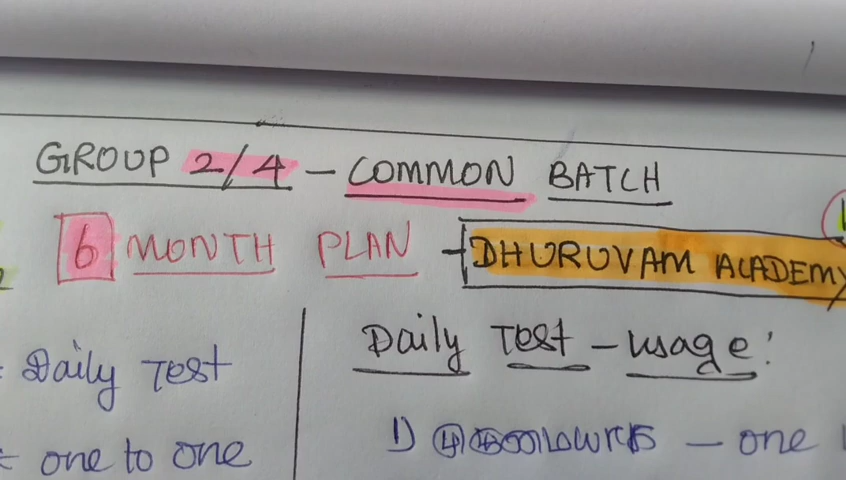 GROUP 2/4 - COMMON BATCH
6 MONTH PLAN - DHURUVAM ACADEMY
Daily Test
one to one
Daily Test - usage:
1) - one